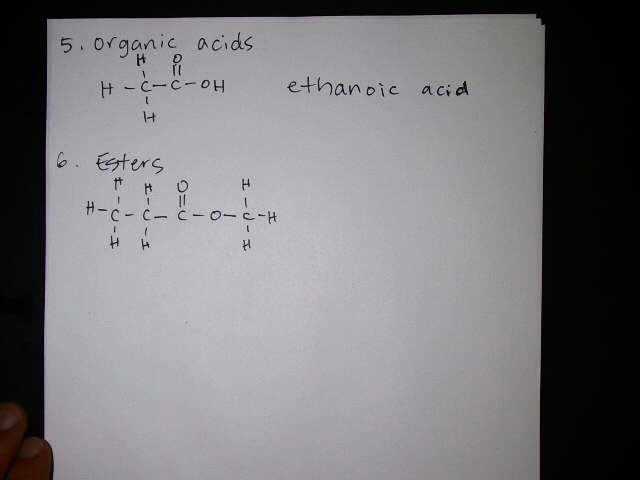 5. organic acids
H O
H - C - C - OH ethanoic acid
H
6. Esters
H H O H
H - C - C - C - O - C - H
H H H